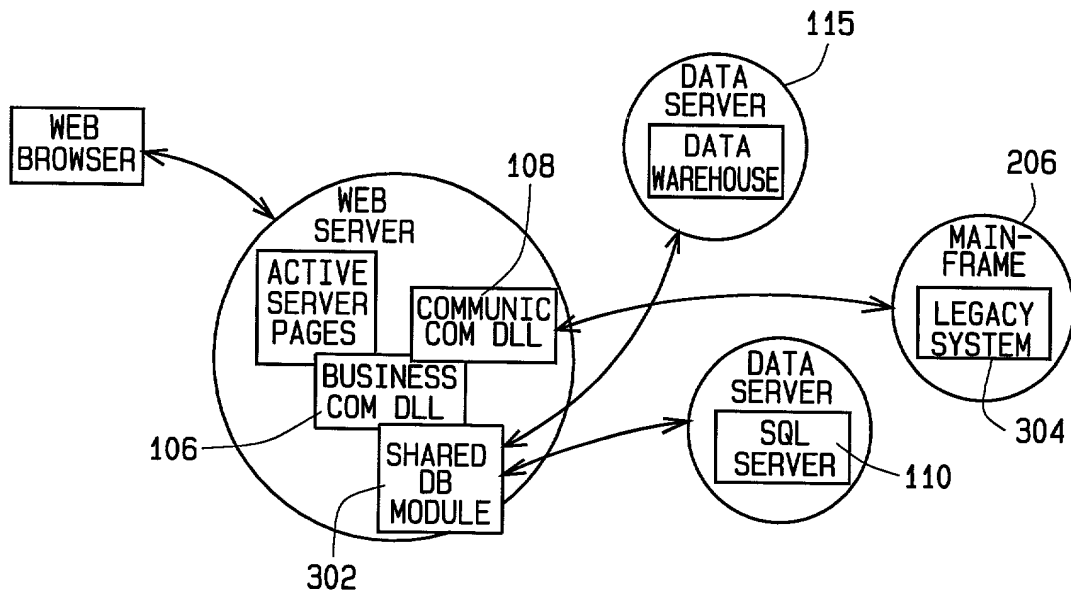 WEB
BROWSER
WEB
SERVER
ACTIVE
SERVER
PAGES
108
COMMUNIC
COM DLL
BUSINESS
COM DLL
106
SHARED
DB
MODULE
302
115
DATA
SERVER
DATA
WAREHOUSE
206
MAIN-
FRAME
LEGACY
SYSTEM
304
DATA
SERVER
SQL
SERVER
110